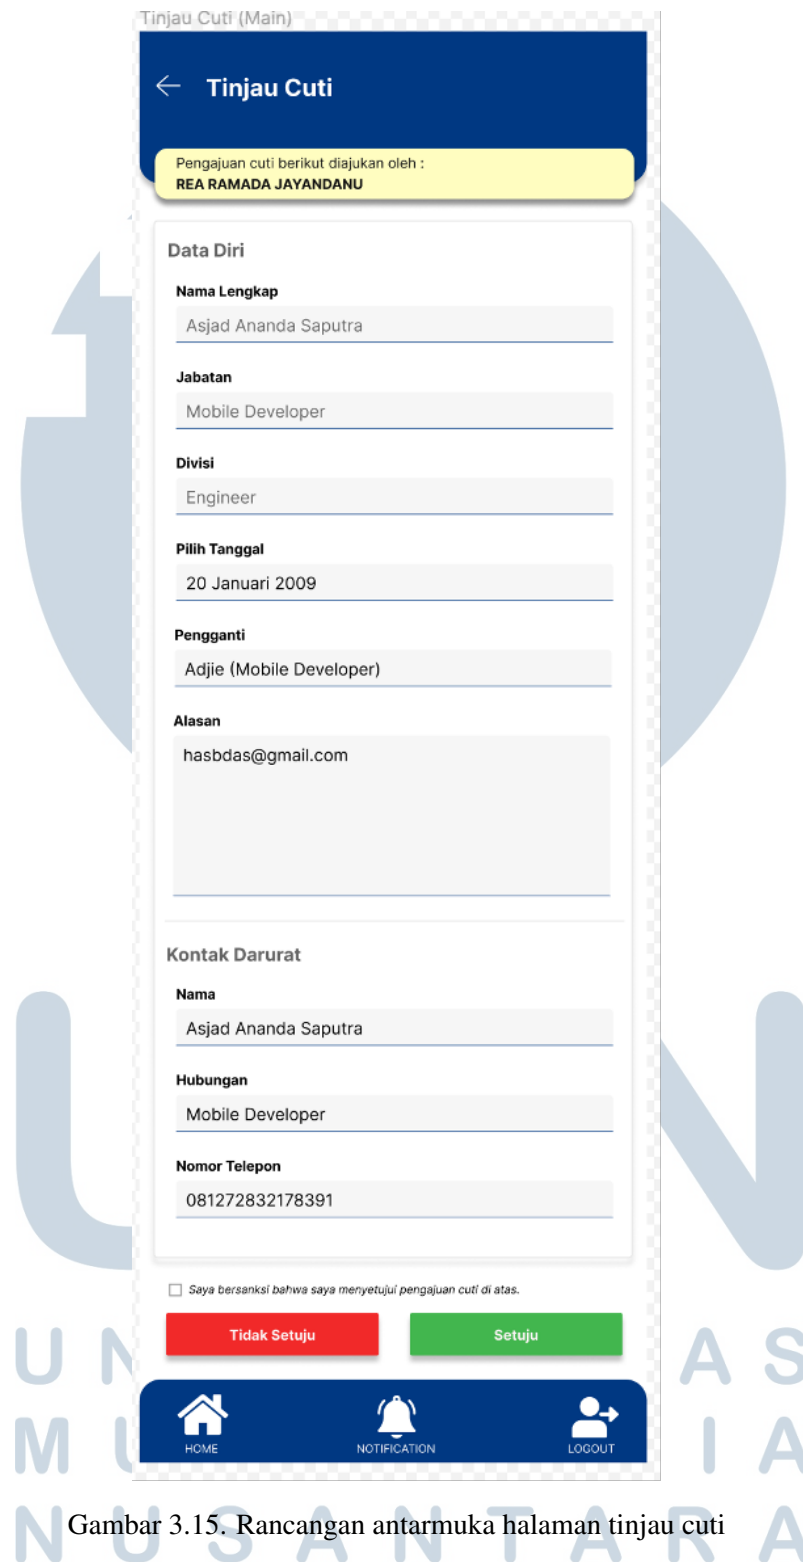 Tinjau Cuti (Main)
← Tinjau Cuti
Pengajuan cuti berikut diajukan oleh :
REA RAMADA JAYANDANU
Data Diri
Nama Lengkap
Asjad Ananda Saputra
Jabatan
Mobile Developer
Divisi
Engineer
Pilih Tanggal
20 Januari 2009
Pengganti
Adjie (Mobile Developer)
Alasan
hasbdas@gmail.com
Kontak Darurat
Nama
Asjad Ananda Saputra
Hubungan
Mobile Developer
Nomor Telepon
081272832178391
Saya bersanksi bahwa saya menyetujui pengajuan cuti di atas.
Tidak Setuju
Setuju
HOME
NOTIFICATION
LOGOUT
Gambar 3.15. Rancangan antarmuka halaman tinjau cuti
NUSANTARA